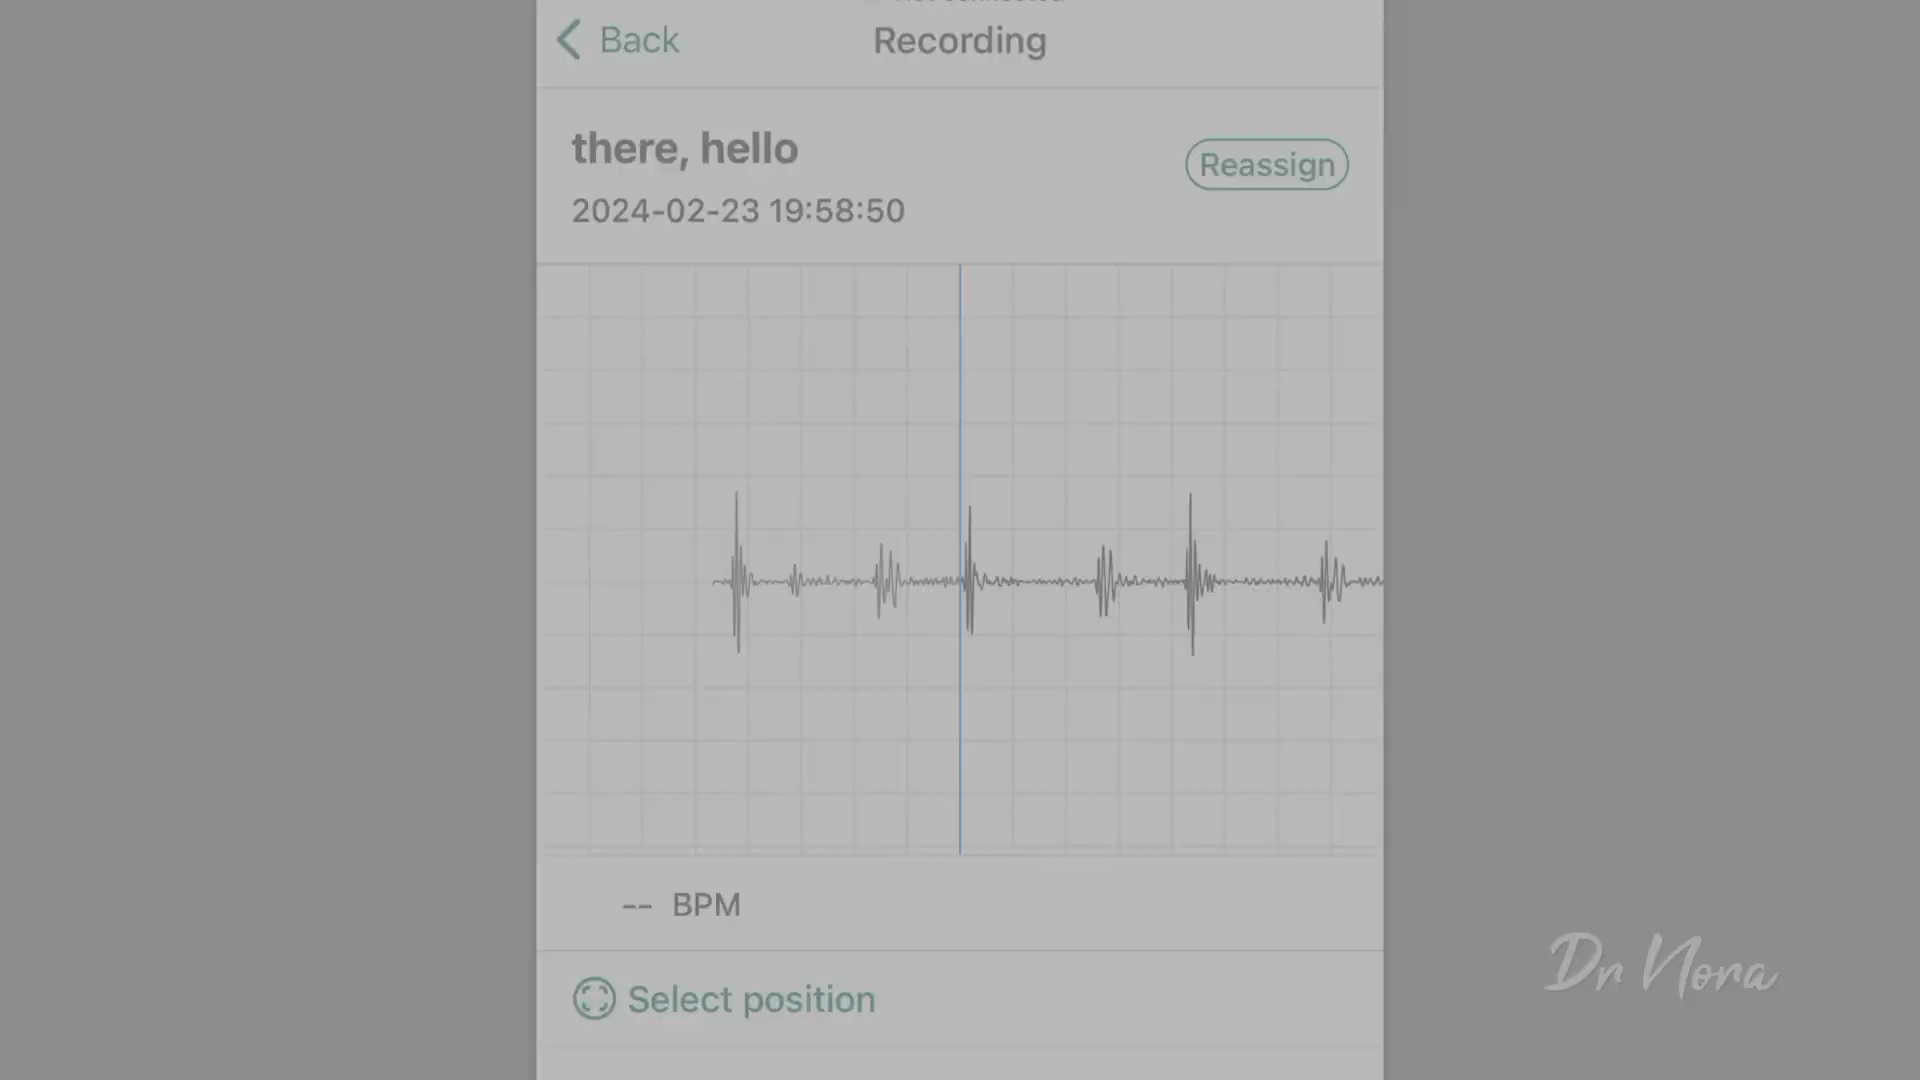 Back
Recording
there, hello
Reassign
2024-02-23 19:58:50
-- BPM
Select position
Dr Nora